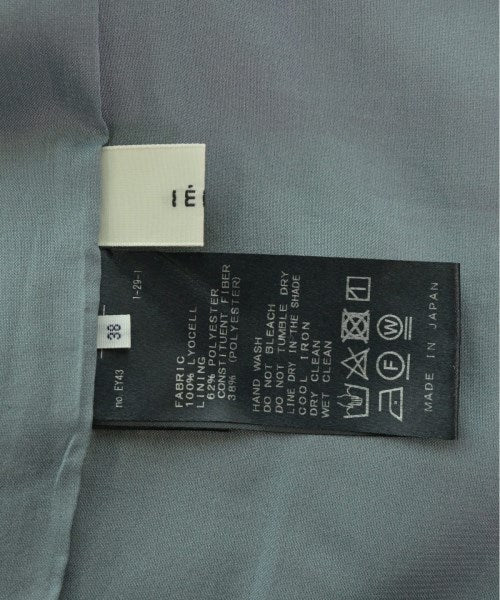 m.
38
no. EY43
1-29-1
FABRIC
100% LYOCELL
LINING
62% POLYESTER
CONSTITUENT FIBER
38% (POLYESTER)
HAND WASH
DO NOT BLEACH
DO NOT TUMBLE DRY
LINE DRY IN THE SHADE
COOL IRON
DRY CLEAN
WET CLEAN
F
W
MADE IN JAPAN